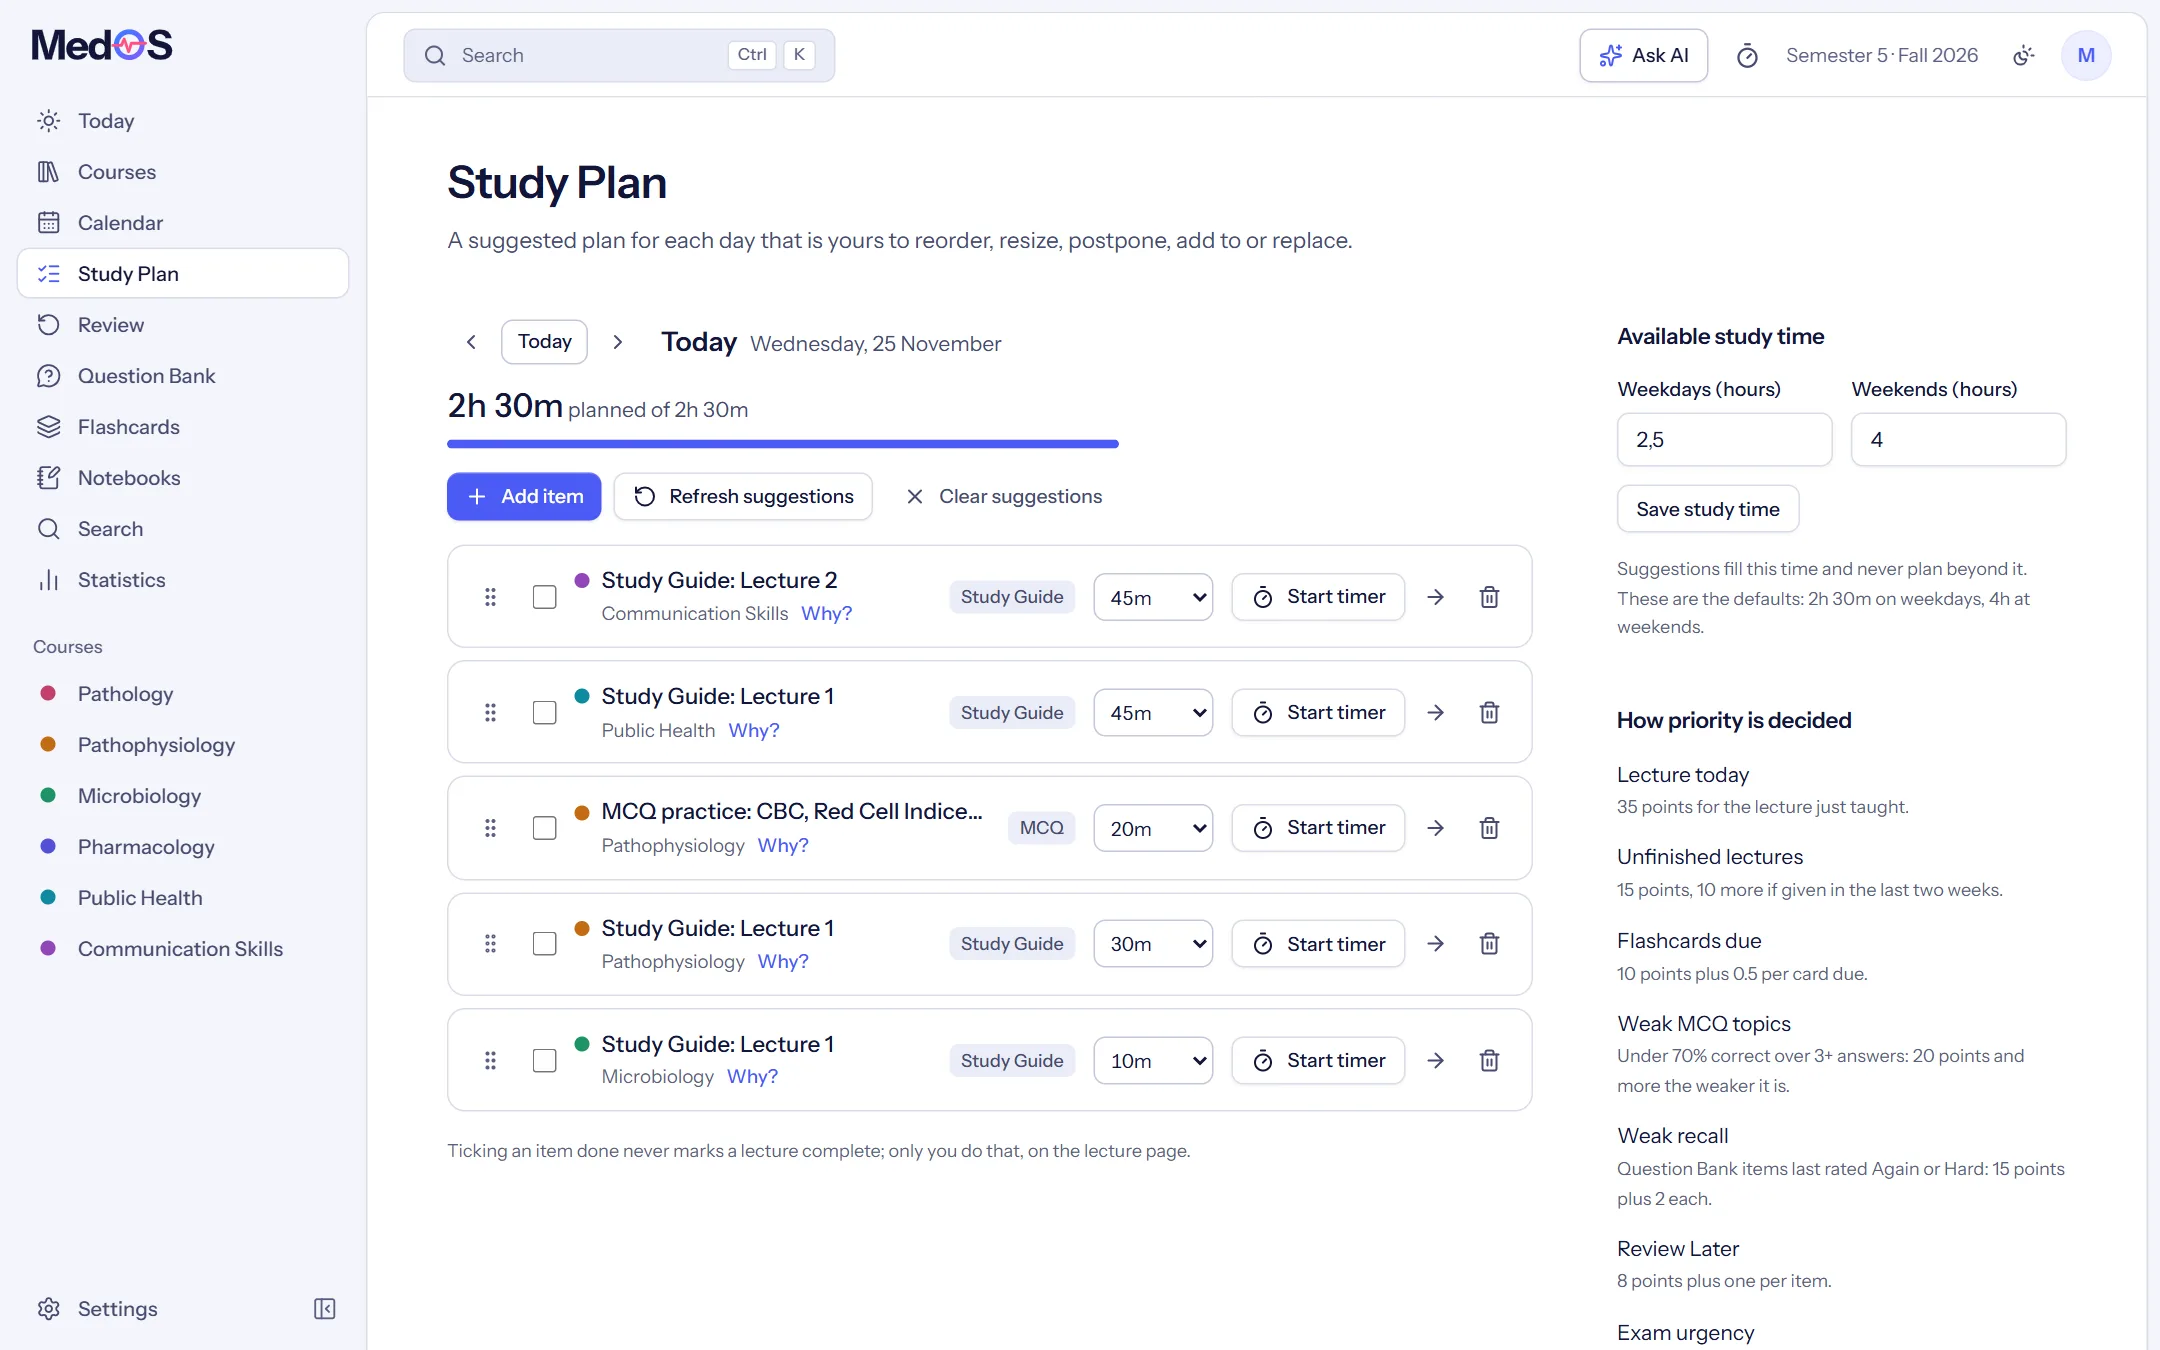 MedOS
Today
Courses
Calendar
Study Plan
Review
Question Bank
Flashcards
Notebooks
Search
Statistics
Courses
Pathology
Pathophysiology
Microbiology
Pharmacology
Public Health
Communication Skills
Settings
Search Ctrl K
Ask AI Semester 5 · Fall 2026 M
Study Plan
A suggested plan for each day that is yours to reorder, resize, postpone, add to or replace.
Today Today Wednesday, 25 November
2h 30m planned of 2h 30m
Add item Refresh suggestions Clear suggestions
Study Guide: Lecture 2
Communication Skills Why?
Study Guide 45m Start timer
Study Guide: Lecture 1
Public Health Why?
Study Guide 45m Start timer
MCQ practice: CBC, Red Cell Indice...
Pathophysiology Why?
MCQ 20m Start timer
Study Guide: Lecture 1
Pathophysiology Why?
Study Guide 30m Start timer
Study Guide: Lecture 1
Microbiology Why?
Study Guide 10m Start timer
Ticking an item done never marks a lecture complete; only you do that, on the lecture page.
Available study time
Weekdays (hours) Weekends (hours)
2,5 4
Save study time
Suggestions fill this time and never plan beyond it.
These are the defaults: 2h 30m on weekdays, 4h at
weekends.
How priority is decided
Lecture today
35 points for the lecture just taught.
Unfinished lectures
15 points, 10 more if given in the last two weeks.
Flashcards due
10 points plus 0.5 per card due.
Weak MCQ topics
Under 70% correct over 3+ answers: 20 points and
more the weaker it is.
Weak recall
Question Bank items last rated Again or Hard: 15 points
plus 2 each.
Review Later
8 points plus one per item.
Exam urgency